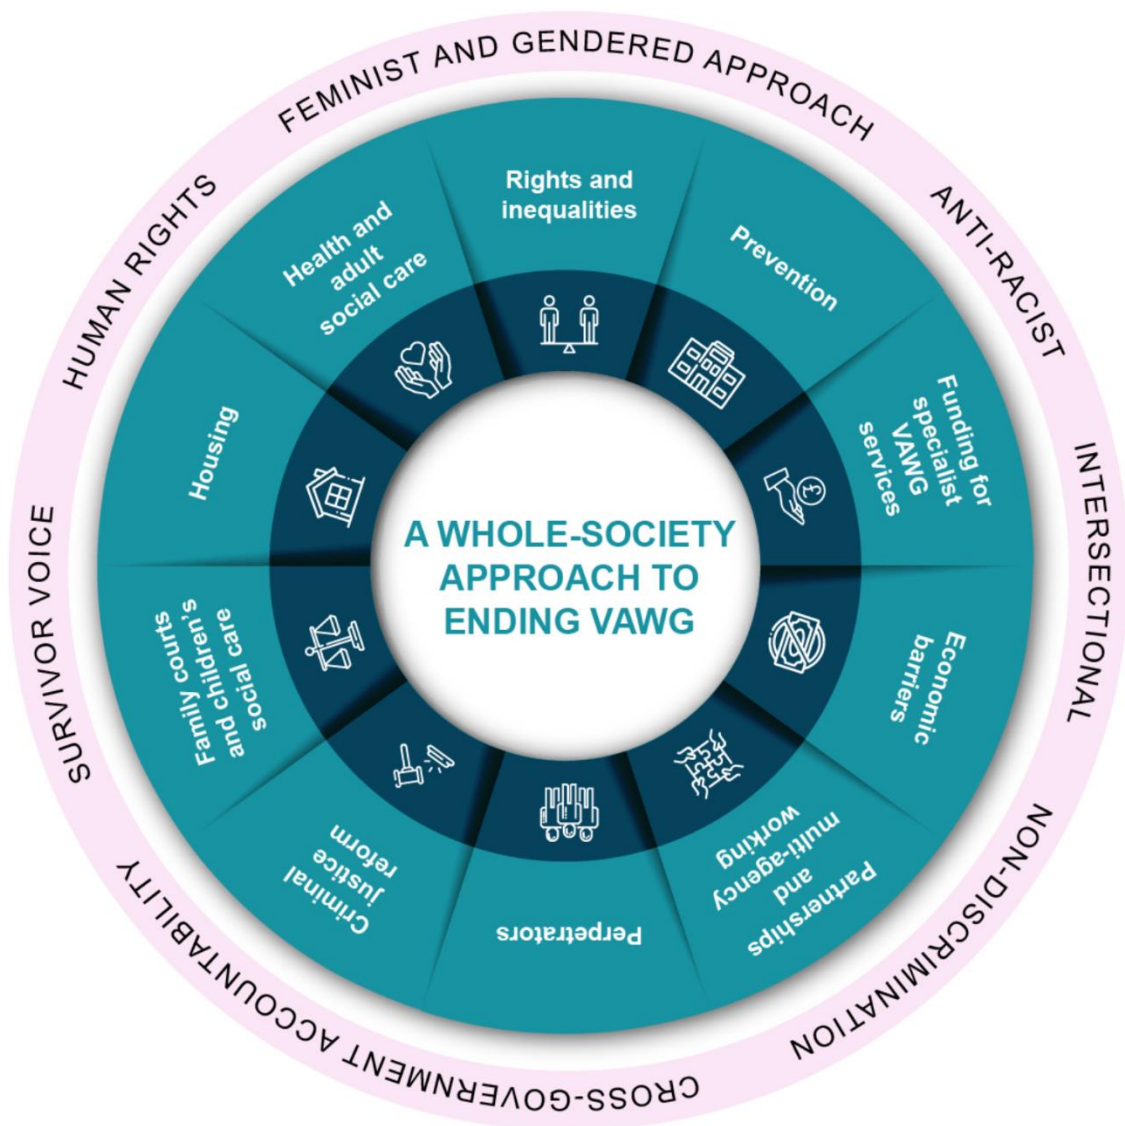 FEMINIST AND GENDERED APPROACH
ANTI-RACIST
INTERSECTIONAL
NON-DISCRIMINATION
CROSS-GOVERNMENT ACCOUNTABILITY
SURVIVOR VOICE
HUMAN RIGHTS
Rights and
inequalities
Prevention
Funding for
specialist
VAWG
services
£
Economic
barriers
Partnerships
and
multi-agency
working
Perpetrators
Criminal
justice
reform
Family courts
and children's
social care
Housing
Health and
adult
social care
A WHOLE-SOCIETY
APPROACH TO
ENDING VAWG